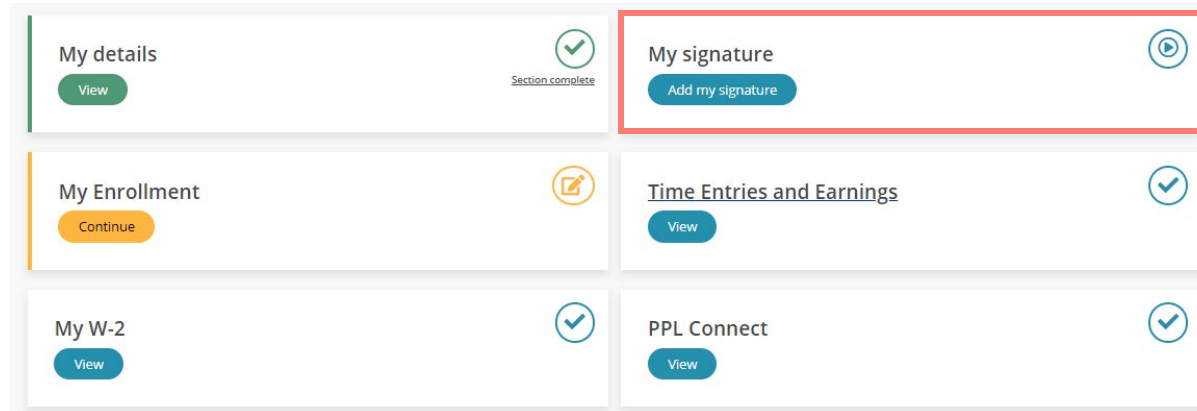 My details
View
Section complete
My signature
Add my signature
My Enrollment
Continue
Time Entries and Earnings
View
My W-2
View
PPL Connect
View